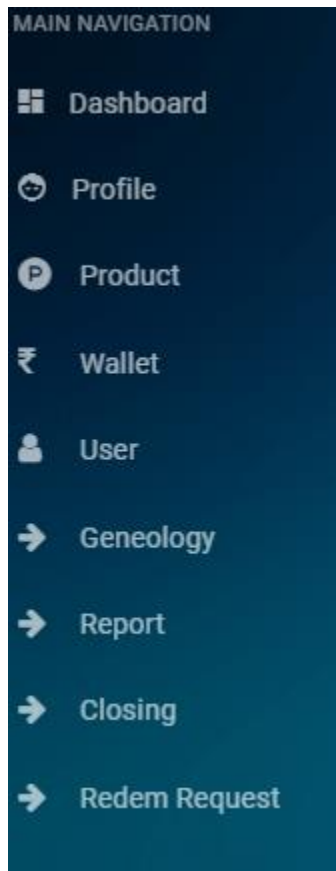 MAIN NAVIGATION
Dashboard
Profile
P Product
₹ Wallet
User
Geneology
Report
Closing
Redem Request